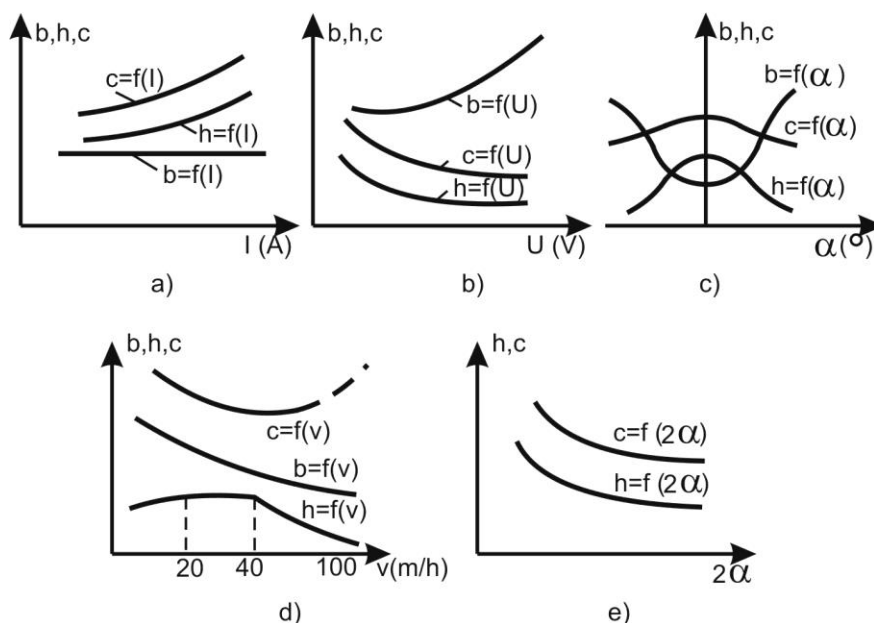 b,h,c
c=f(I)
h=f(I)
b=f(I)
I (A)
a)
b,h,c
b=f(U)
c=f(U)
h=f(U)
U (V)
b)
b,h,c
b=f(α)
c=f(α)
h=f(α)
α(°)
c)
b,h,c
c=f(v)
b=f(v)
h=f(v)
20 40 100 v(m/h)
d)
h,c
c=f (2α)
h=f (2α)
2α
e)